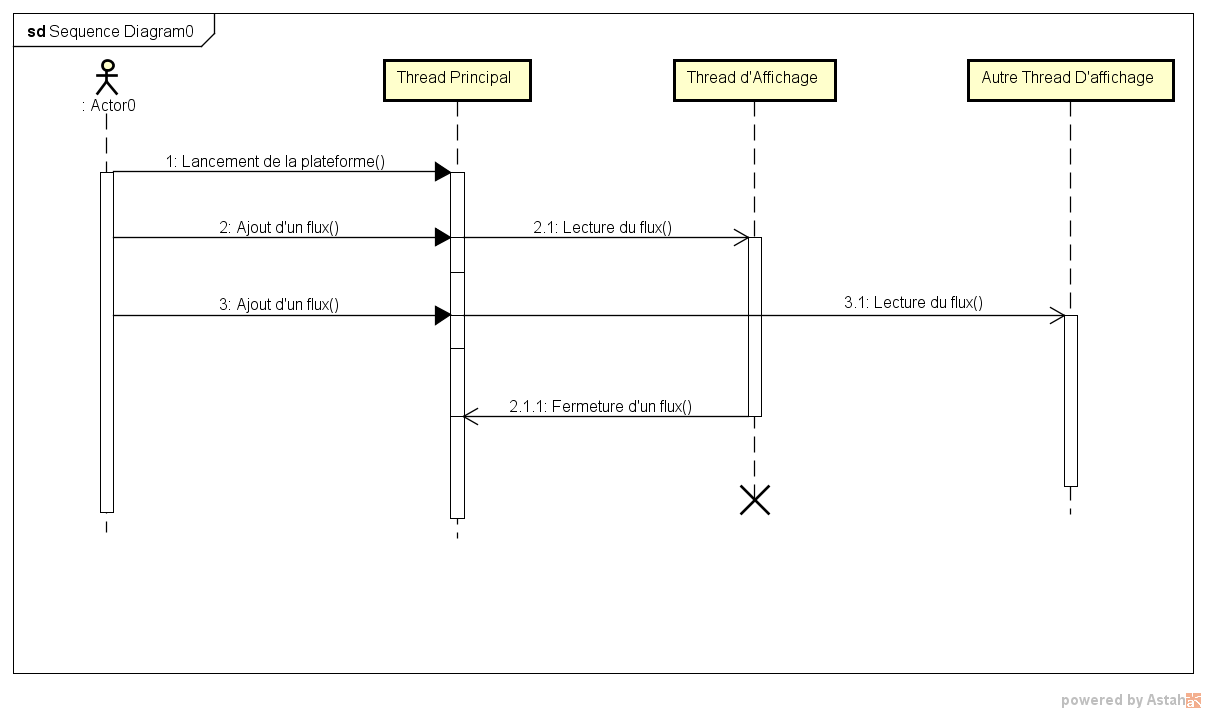 sd Sequence Diagram0
: Actor0
Thread Principal
Thread d'Affichage
Autre Thread D'affichage
1: Lancement de la plateforme()
2: Ajout d'un flux()
2.1: Lecture du flux()
3: Ajout d'un flux()
3.1: Lecture du flux()
2.1.1: Fermeture d'un flux()
powered by Astah